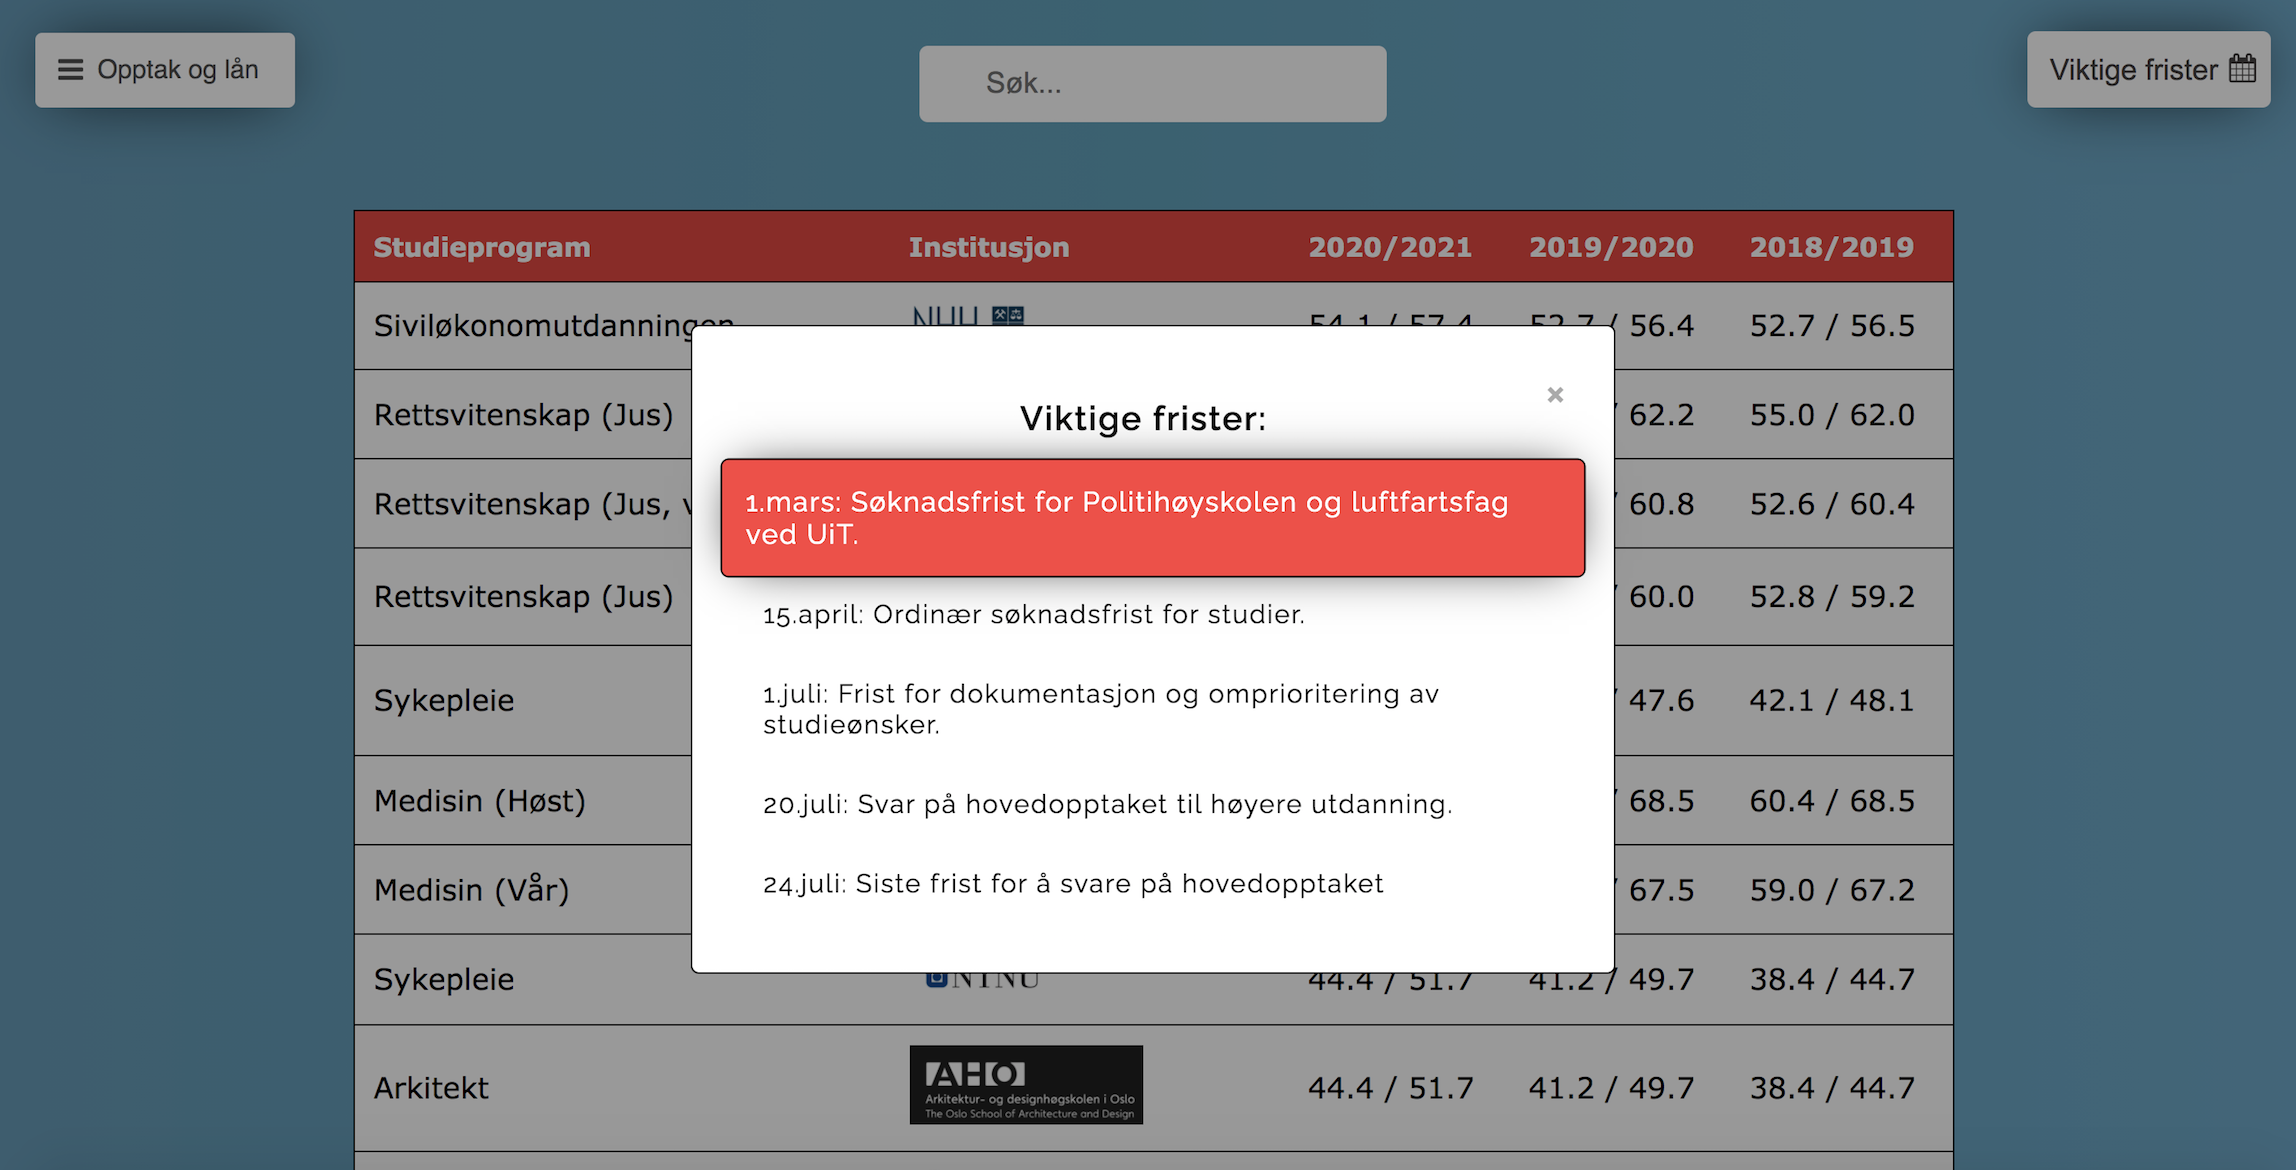 Opptak og lån
Søk...
Viktige frister
Studieprogram Institusjon 2020/2021 2019/2020 2018/2019
Siviløkonomutdanningen NHH 54.1 / 57.4 52.7 / 56.4 52.7 / 56.5
Rettsvitenskap (Jus) / 62.2 55.0 / 62.0
Rettsvitenskap (Jus, / 60.8 52.6 / 60.4
Rettsvitenskap (Jus) / 60.0 52.8 / 59.2
Sykepleie / 47.6 42.1 / 48.1
Medisin (Høst) / 68.5 60.4 / 68.5
Medisin (Vår) / 67.5 59.0 / 67.2
Viktige frister:
1.mars: Søknadsfrist for Politihøyskolen og luftfartsfag
ved UiT.
15.april: Ordinær søknadsfrist for studier.
1.juli: Frist for dokumentasjon og omprioritering av
studieønsker.
20.juli: Svar på hovedopptaket til høyere utdanning.
24.juli: Siste frist for å svare på hovedopptaket
Sykepleie NTNU 44.4 / 51.7 41.2 / 49.7 38.4 / 44.7
Arkitekt 44.4 / 51.7 41.2 / 49.7 38.4 / 44.7
AHO
Arkitektur- og designhøgskolen i Oslo
The Oslo School of Architecture and Design